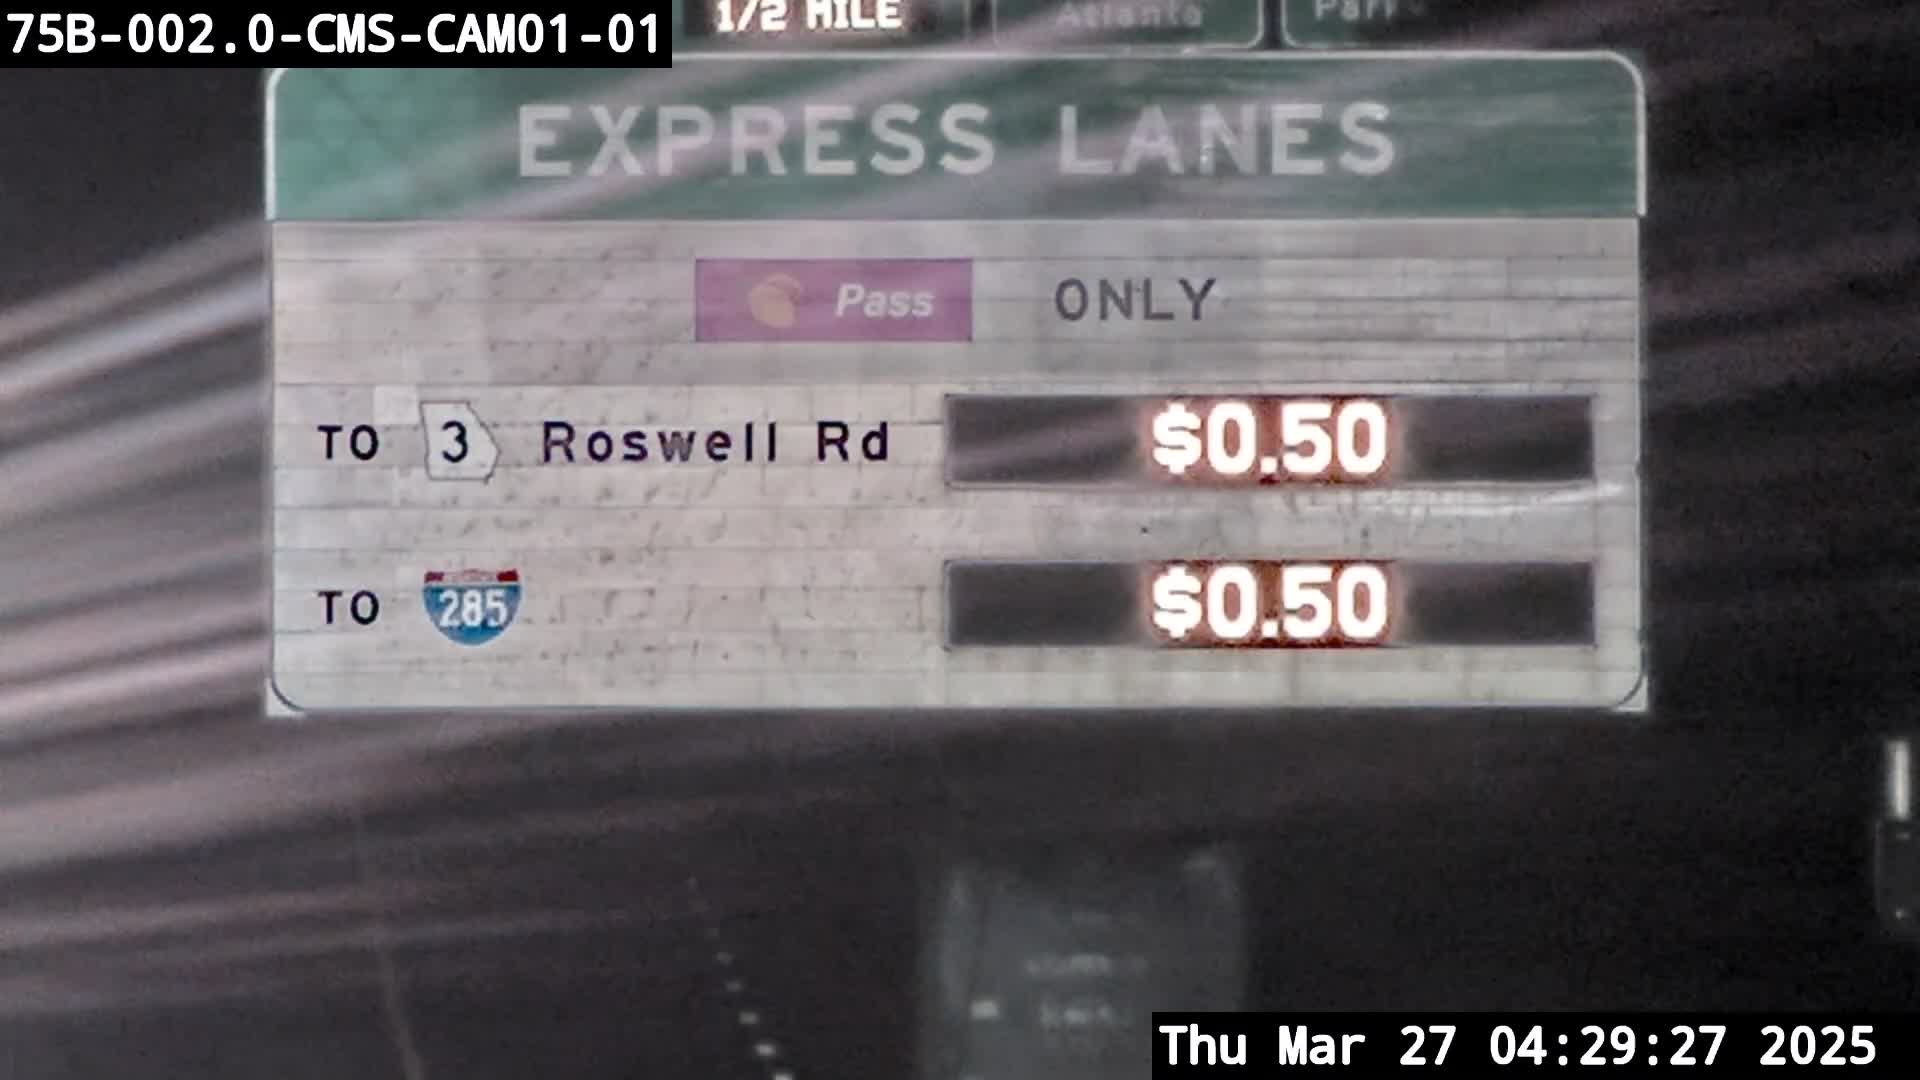 75B-002.0-CMS-CAM01-01
1/2 MILE
Atlanta
EXPRESS LANES
Pass ONLY
TO 3 Roswell Rd $0.50
TO 285 $0.50
Thu Mar 27 04:29:27 2025